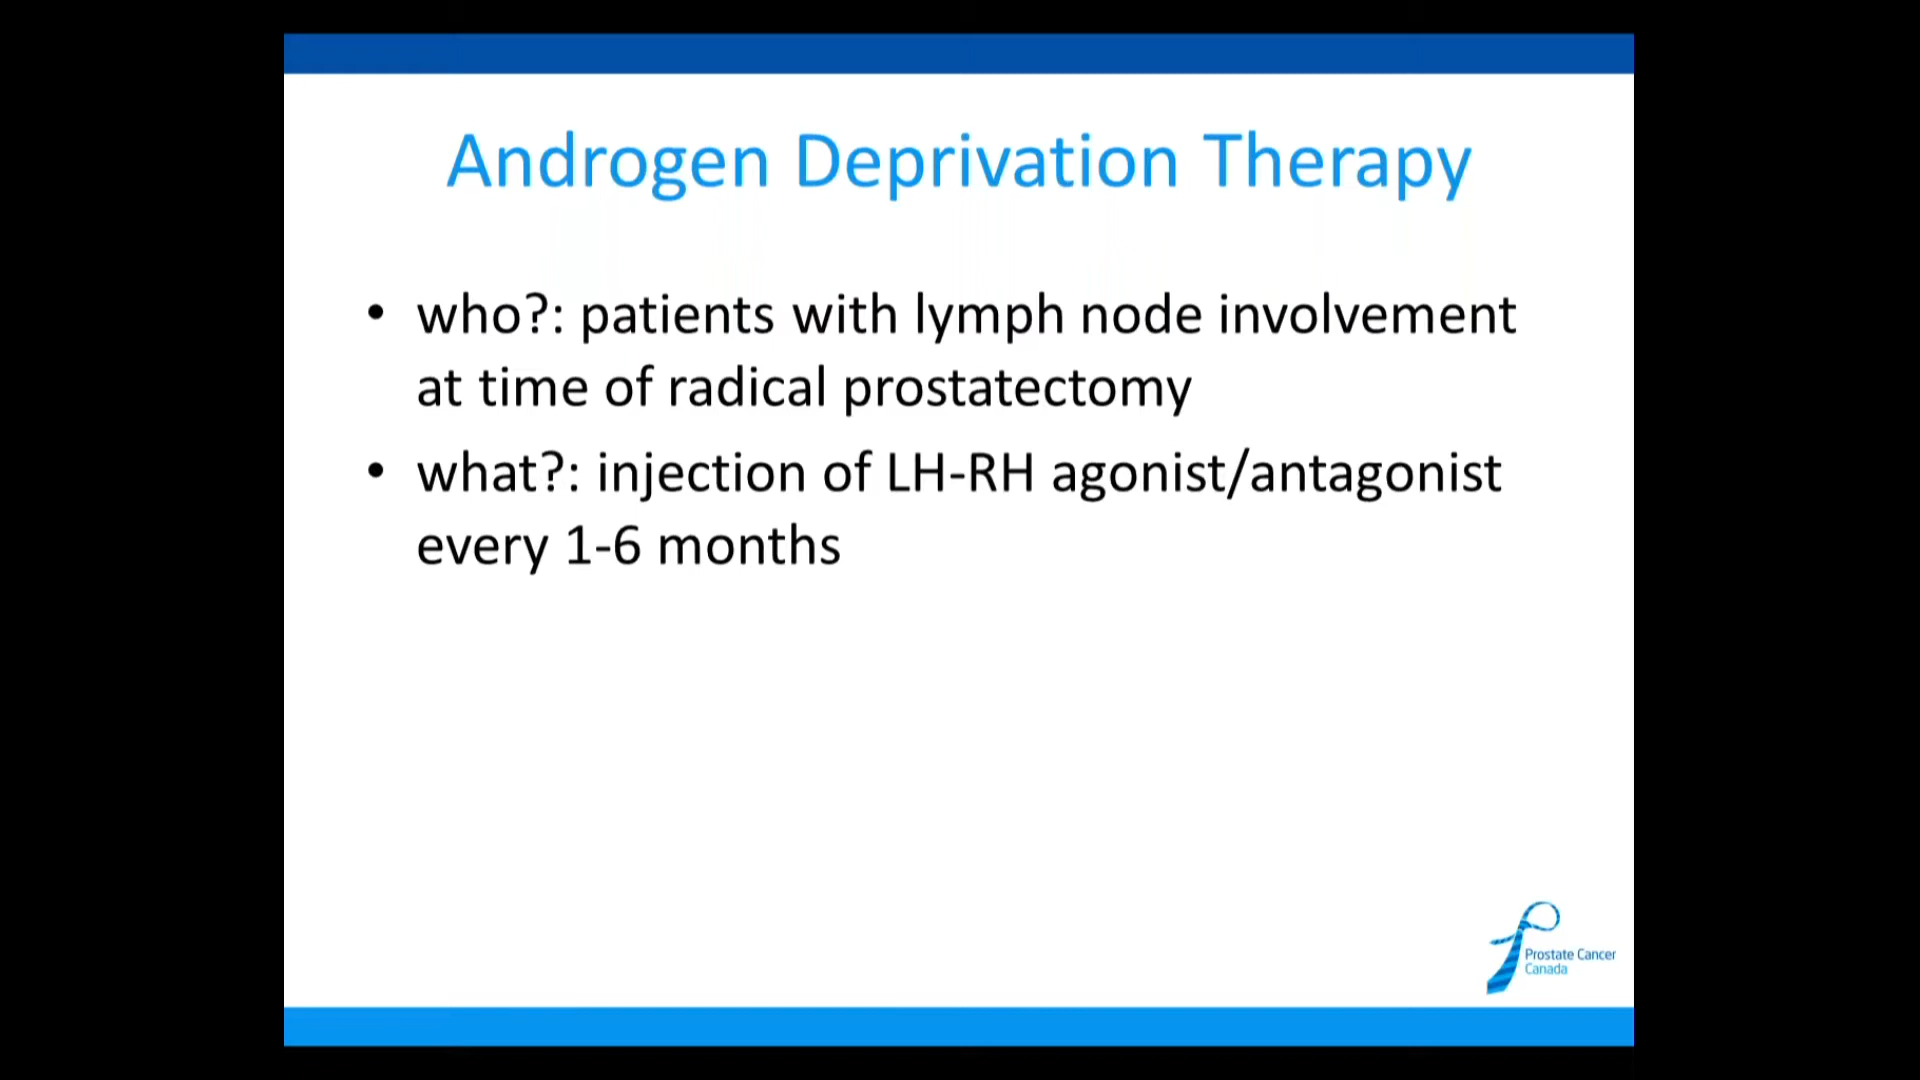 Androgen Deprivation Therapy
• who?: patients with lymph node involvement
at time of radical prostatectomy
• what?: injection of LH-RH agonist/antagonist
every 1-6 months
Prostate Cancer
Canada